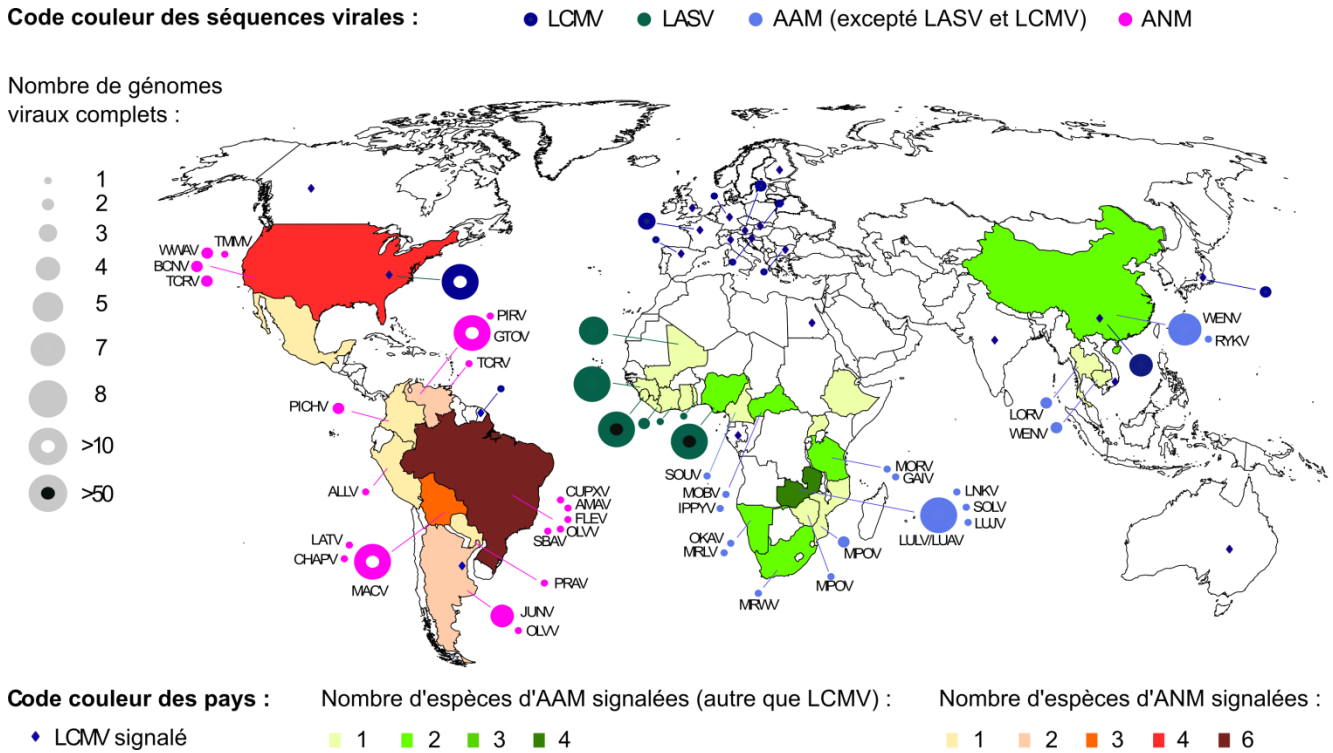 Code couleur des séquences virales : LCMV LASV AAM (excepté LASV et LCMV) ANM
Nombre de génomes
viraux complets :
1
2
3
4
5
7
8
>10
>50
WWAV
TMMV
BCNV
TCRV
PIRV
GTOV
TCRV
PICHV
ALLV
LATV
CHAPV
MACV
CUPXV
AMAV
FLEV
OLVV
SBAV
PRAV
JUNV
OLVV
SOUV
MOBV
IPPYV
OKAV
MRLV
MRWV
MORV
GAIV
LNKV
SOLV
LUJV
LULV/LUAV
MPOV
MPOV
WENV
RYKV
LORV
WENV
Code couleur des pays : Nombre d'espèces d'AAM signalées (autre que LCMV) : Nombre d'espèces d'ANM signalées :
LCMV signalé 1 2 3 4 1 2 3 4 6